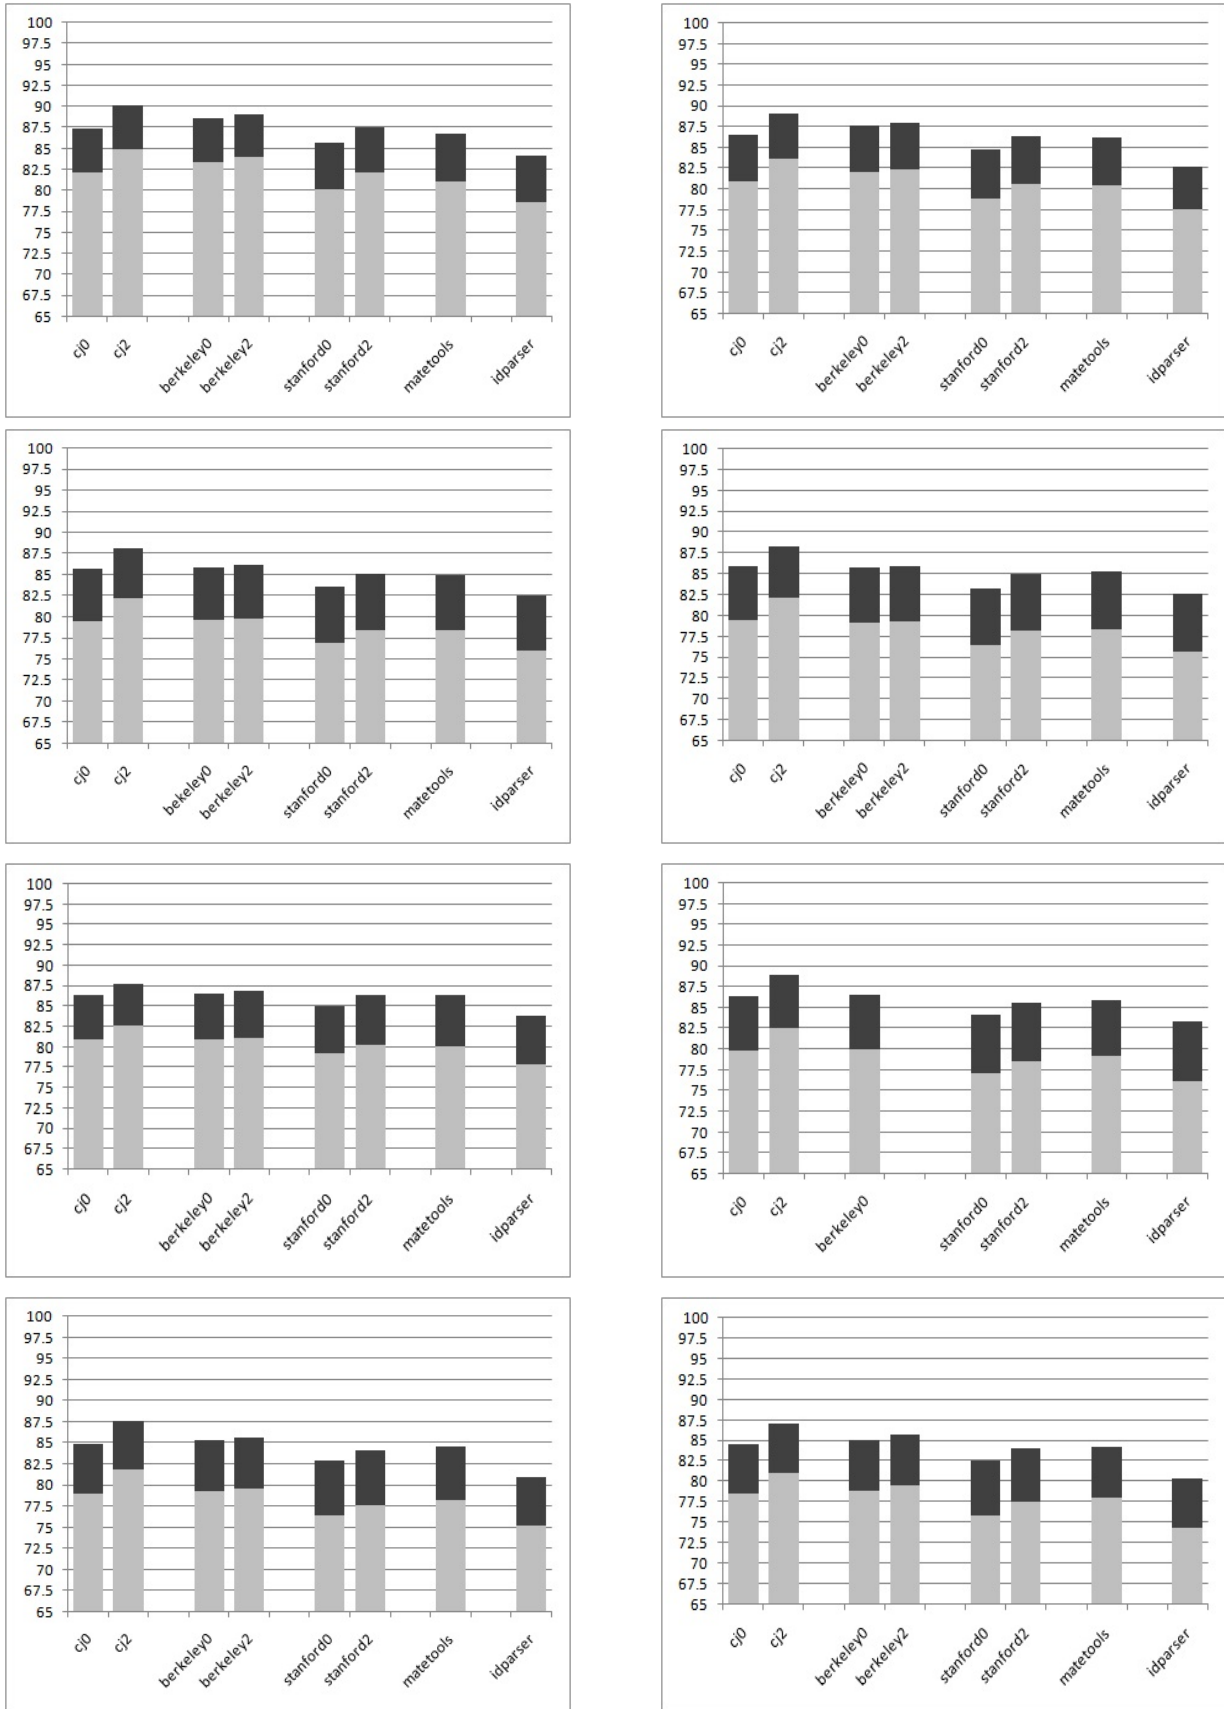 100
97.5
95
92.5
90
87.5
85
82.5
80
77.5
75
72.5
70
67.5
65
cj0
cj2
berkeley0
berkeley2
stanford0
stanford2
matetools
idparser
100
97.5
95
92.5
90
87.5
85
82.5
80
77.5
75
72.5
70
67.5
65
cj0
cj2
berkeley0
berkeley2
stanford0
stanford2
matetools
idparser
100
97.5
95
92.5
90
87.5
85
82.5
80
77.5
75
72.5
70
67.5
65
cj0
cj2
bekeley0
berkeley2
stanford0
stanford2
matetools
idparser
100
97.5
95
92.5
90
87.5
85
82.5
80
77.5
75
72.5
70
67.5
65
cj0
cj2
berkeley0
berkeley2
stanford0
stanford2
matetools
idparser
100
97.5
95
92.5
90
87.5
85
82.5
80
77.5
75
72.5
70
67.5
65
cj0
cj2
berkeley0
berkeley2
stanford0
stanford2
matetools
idparser
100
97.5
95
92.5
90
87.5
85
82.5
80
77.5
75
72.5
70
67.5
65
cj0
cj2
berkeley0
stanford0
stanford2
matetools
idparser
100
97.5
95
92.5
90
87.5
85
82.5
80
77.5
75
72.5
70
67.5
65
cj0
cj2
berkeley0
berkeley2
stanford0
stanford2
matetools
idparser
100
97.5
95
92.5
90
87.5
85
82.5
80
77.5
75
72.5
70
67.5
65
cj0
cj2
berkeley0
berkeley2
stanford0
stanford2
matetools
idparser